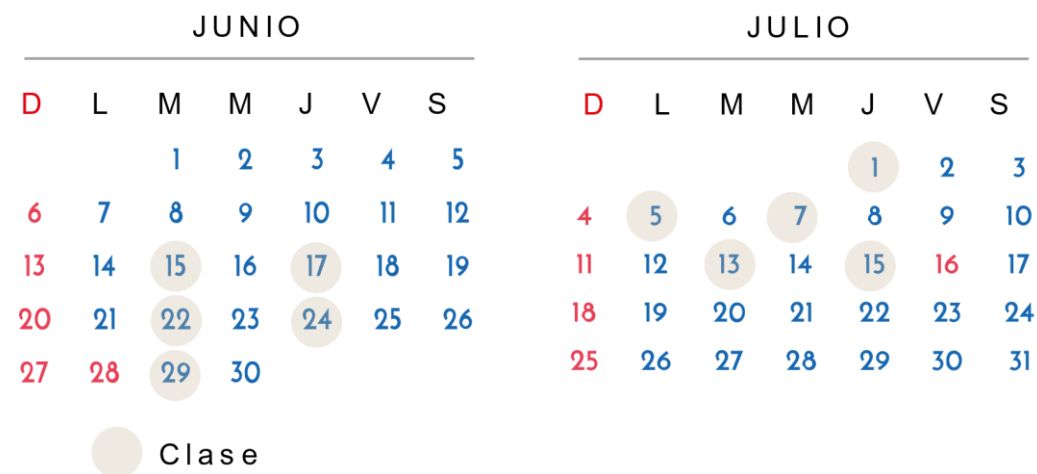 JUNIO
D L M M J V S
1 2 3 4 5
6 7 8 9 10 11 12
13 14 15 16 17 18 19
20 21 22 23 24 25 26
27 28 29 30
Clase
JULIO
D L M M J V S
1 2 3
4 5 6 7 8 9 10
11 12 13 14 15 16 17
18 19 20 21 22 23 24
25 26 27 28 29 30 31